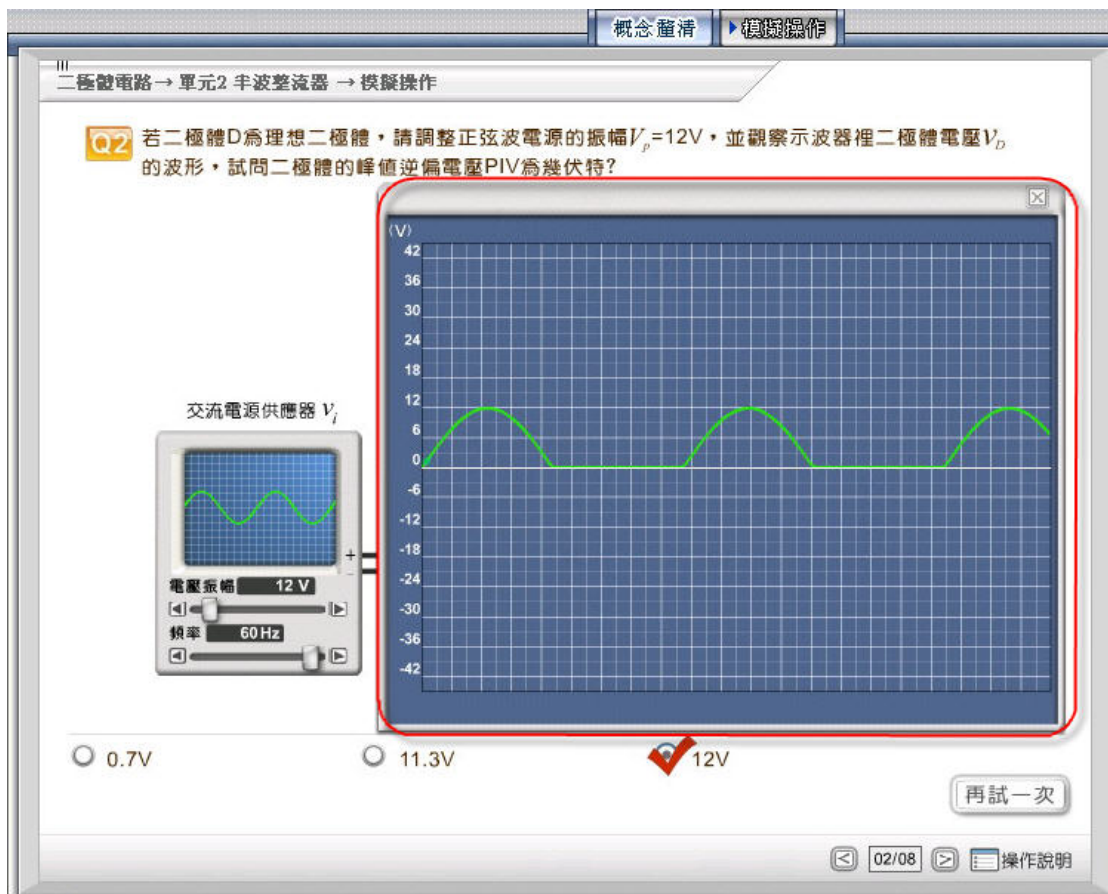 概念釐清 模擬操作
二極體電路→ 單元2 半波整流器 → 模擬操作
Q2 若二極體D為理想二極體，請調整正弦波電源的振幅Vp=12V，並觀察示波器裡二極體電壓VD
的波形，試問二極體的峰值逆偏電壓PIV為幾伏特?
(V)
42
36
30
24
18
12
6
0
-6
-12
-18
-24
-30
-36
-42
交流電源供應器 Vi
+
-
電壓振幅 12 V
頻率 60Hz
0.7V 11.3V 12V
再試一次
< 02/08 > 操作說明